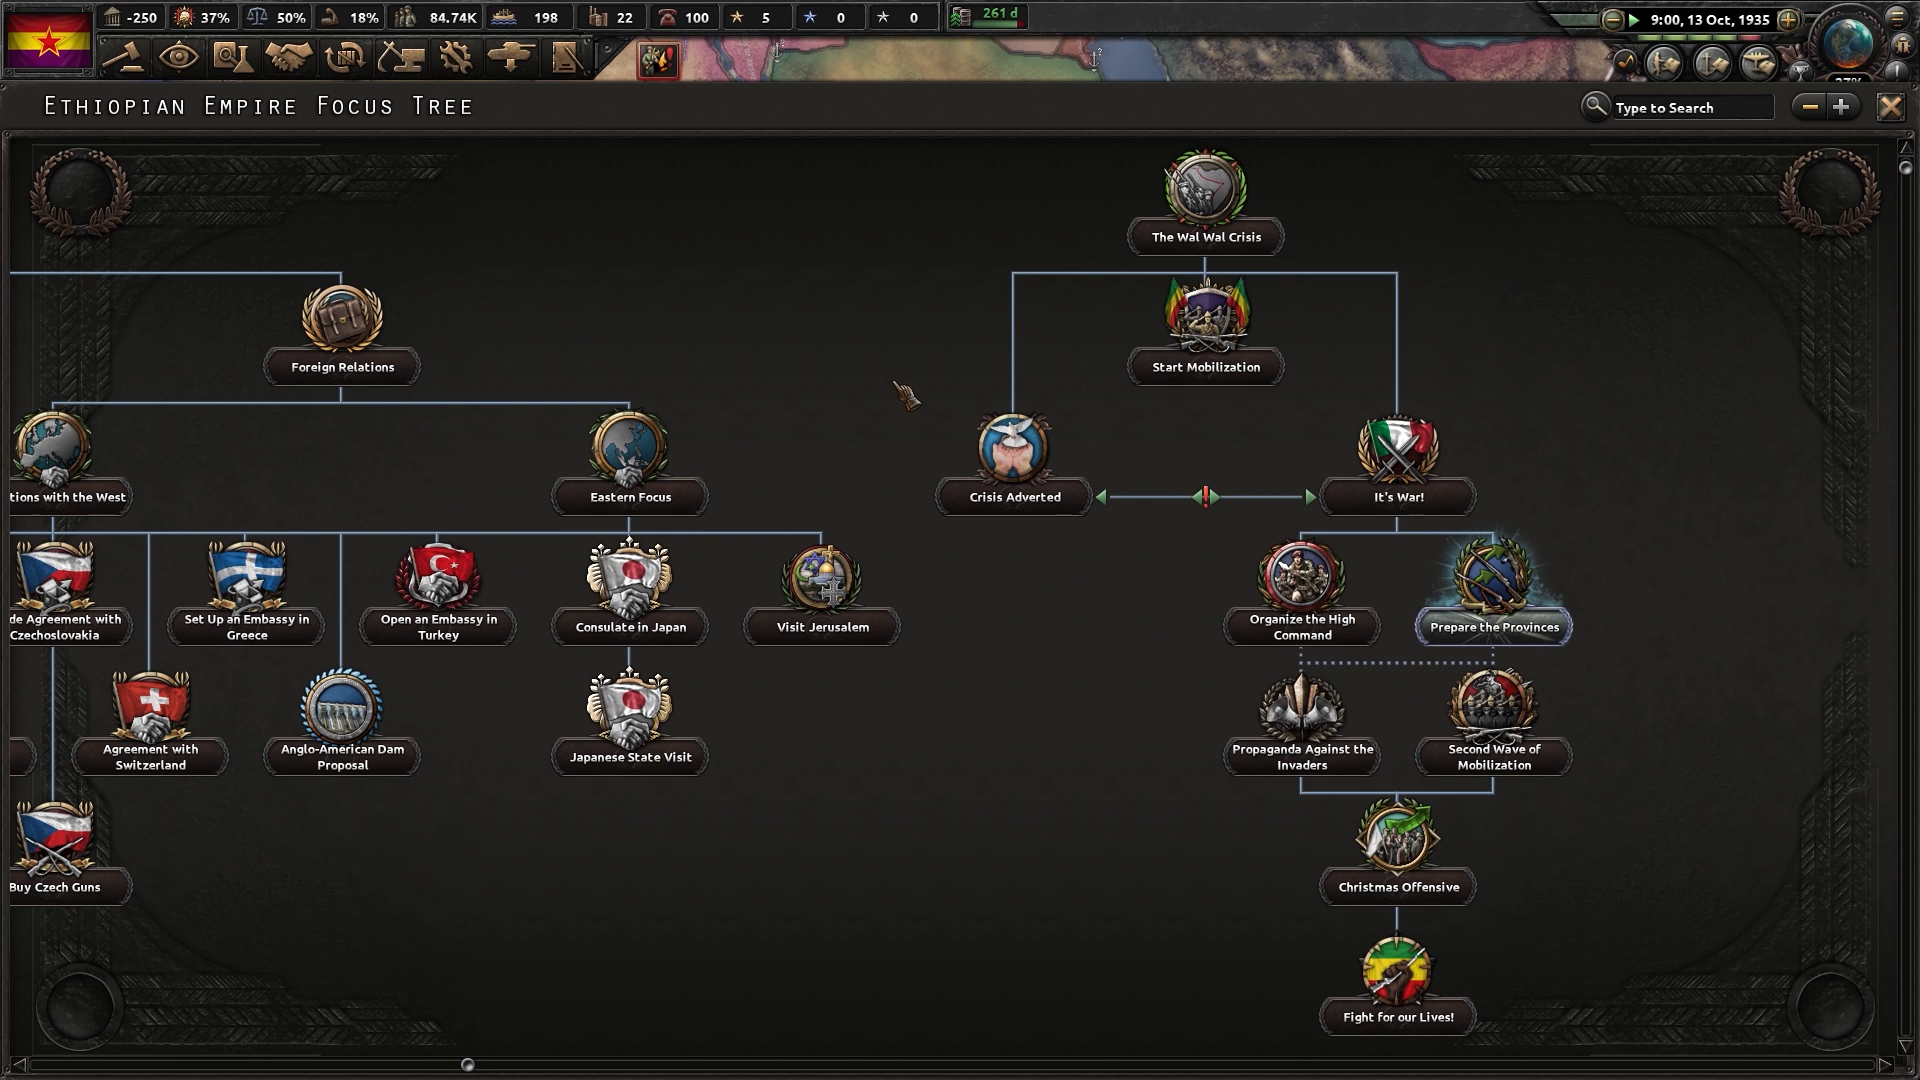 -250
37%
50%
18%
84.74K
198
22
100
5
0
0
261 d
9:00, 13 Oct, 1935
Ethiopian Empire Focus Tree
Type to Search
The Wal Wal Crisis
Foreign Relations
Start Mobilization
tions with the West
Eastern Focus
Crisis Adverted
It's War!
de Agreement with
Czechoslovakia
Set Up an Embassy in
Greece
Open an Embassy in
Turkey
Consulate in Japan
Visit Jerusalem
Organize the High
Command
Prepare the Provinces
Agreement with
Switzerland
Anglo-American Dam
Proposal
Japanese State Visit
Propaganda Against the
Invaders
Second Wave of
Mobilization
Buy Czech Guns
Christmas Offensive
Fight for our Lives!